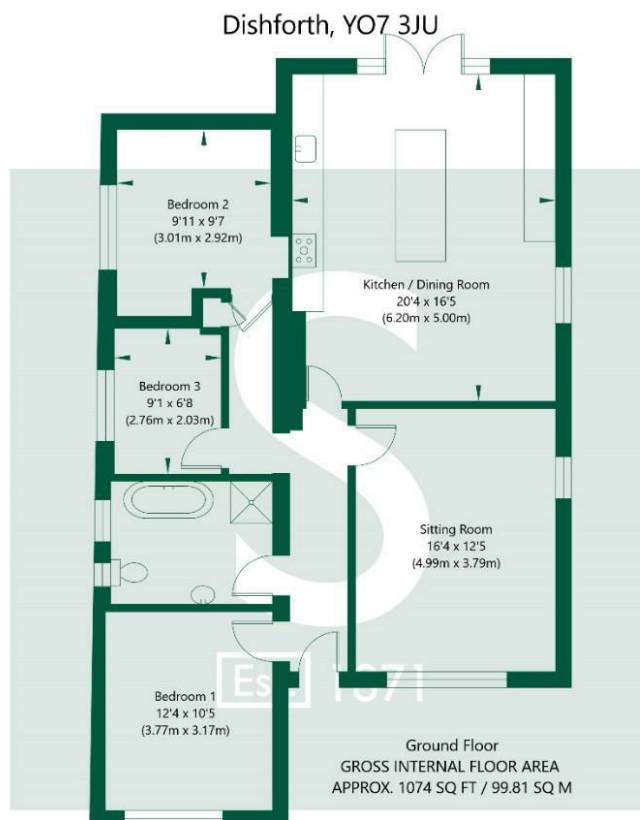 Dishforth, YO7 3JU
Bedroom 2
9'11 x 9'7
(3.01m x 2.92m)
Kitchen / Dining Room
20'4 x 16'5
(6.20m x 5.00m)
Bedroom 3
9'1 x 6'8
(2.76m x 2.03m)
Sitting Room
16'4 x 12'5
(4.99m x 3.79m)
S
Est. 1871
Bedroom 1
12'4 x 10'5
(3.77m x 3.17m)
Ground Floor
GROSS INTERNAL FLOOR AREA
APPROX. 1074 SQ FT / 99.81 SQ M